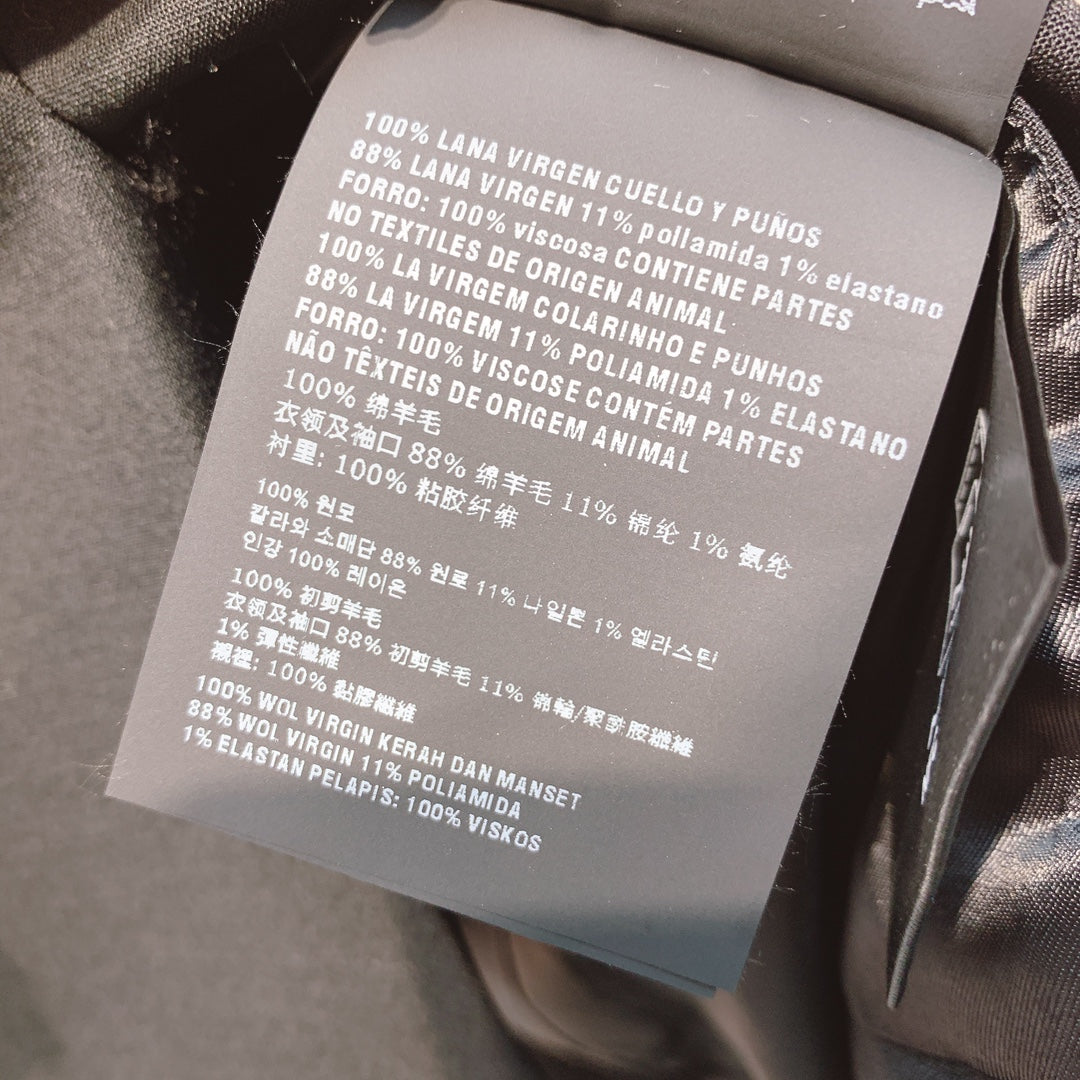 100% LANA VIRGEN CUELLO Y PUÑOS
88% LANA VIRGEN 11% pollamida 1% elastano
FORRO: 100% viscosa CONTIENE PARTES
NO TEXTILES DE ORIGEN ANIMAL
100% LA VIRGEM COLARINHO E PUNHOS
88% LA VIRGEM 11% POLIAMIDA 1% ELASTANO
FORRO: 100% VISCOSE CONTÉM PARTES
NÃO TÊXTEIS DE ORIGEM ANIMAL
100% 绵羊毛
衣领及袖口 88% 绵羊毛 11% 锦纶 1% 氨纶
衬里: 100% 粘胶纤维
100% 원모
칼라와 소매단 88% 원로 11% 나일론 1% 엘라스틴
인강 100% 레이온
100% 初剪羊毛
衣领及袖口 88% 初剪羊毛 11% 锦輪/聚酰胺纖維
1% 彈性纖維
襯裡: 100% 黏膠纖維
100% WOL VIRGIN KERAH DAN MANSET
88% WOL VIRGIN 11% POLIAMIDA
1% ELASTAN PELAPIS: 100% VISKOS